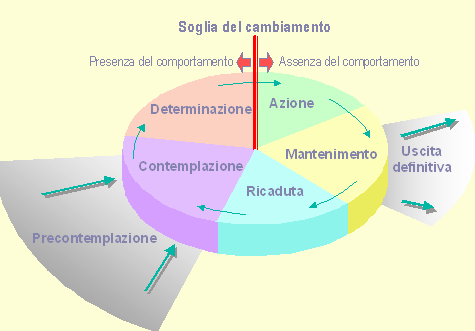 Soglia del cambiamento
Presenza del comportamento
Assenza del comportamento
Determinazione
Azione
Contemplazione
Mantenimento
Uscita
definitiva
Ricaduta
Precontemplazione